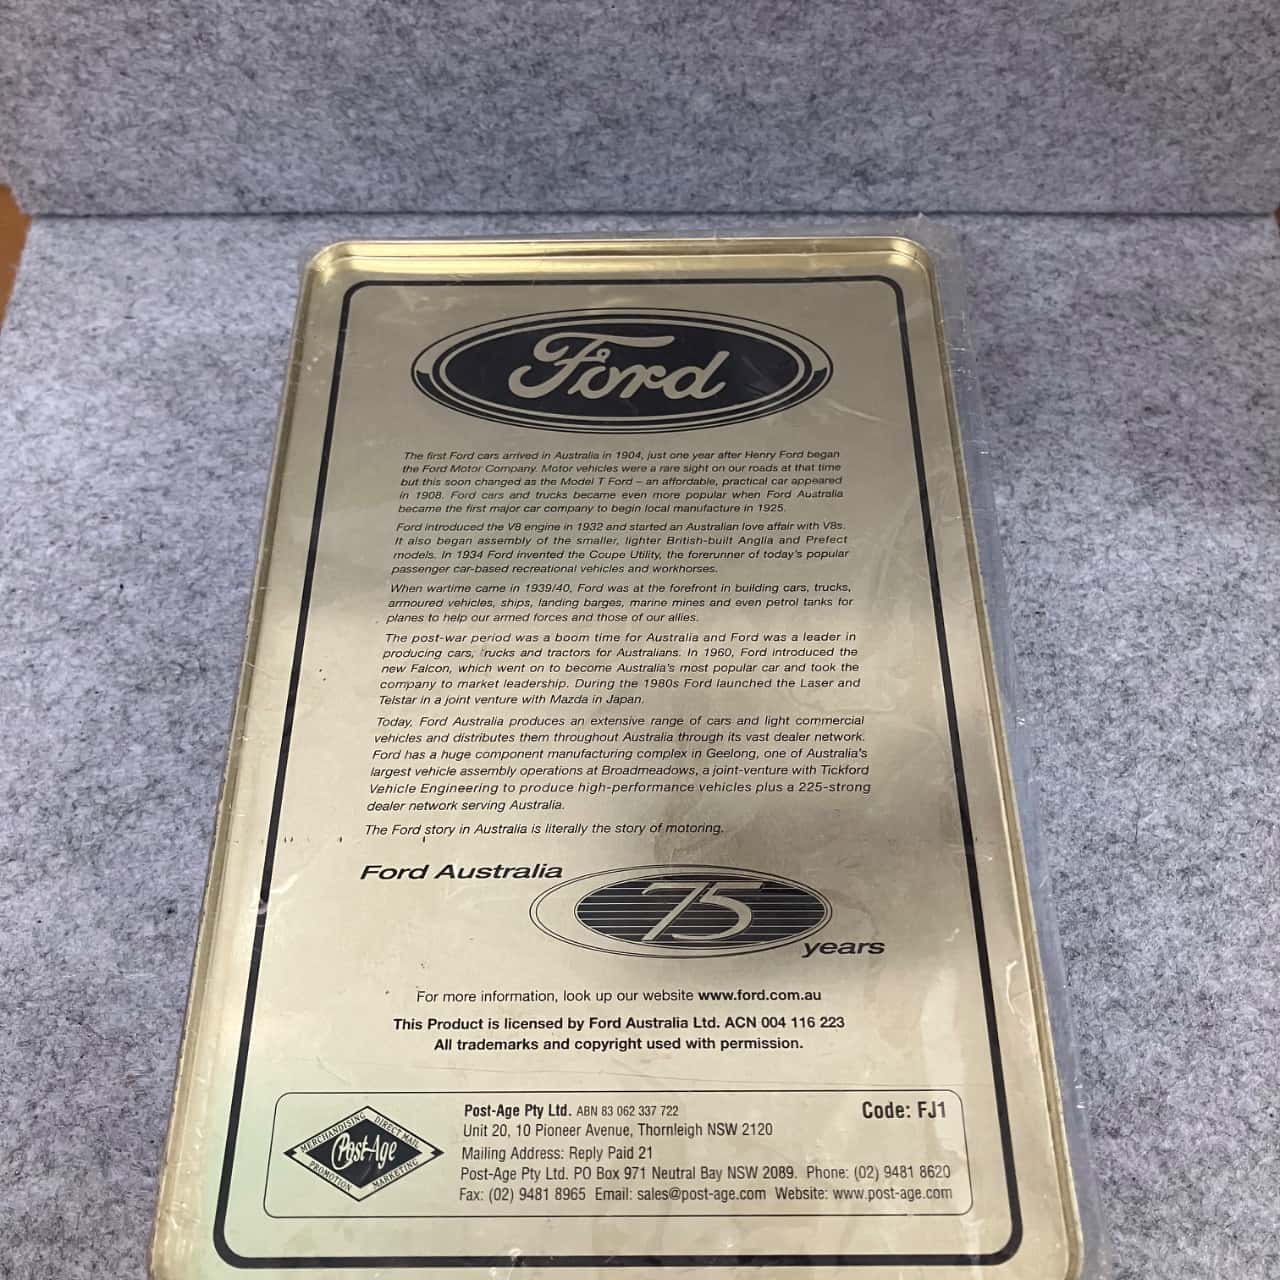 Ford
The first Ford cars arrived in Australia in 1904, just one year after Henry Ford began
the Ford Motor Company. Motor vehicles were a rare sight on our roads at that time
but this soon changed as the Model T Ford – an affordable, practical car appeared
in 1908. Ford cars and trucks became even more popular when Ford Australia
became the first major car company to begin local manufacture in 1925.
Ford introduced the V8 engine in 1932 and started an Australian love affair with V8s.
It also began assembly of the smaller, lighter British-built Anglia and Prefect
models. In 1934 Ford invented the Coupe Utility, the forerunner of today's popular
passenger car-based recreational vehicles and workhorses.
When wartime came in 1939/40, Ford was at the forefront in building cars, trucks,
armoured vehicles, ships, landing barges, marine mines and even petrol tanks for
planes to help our armed forces and those of our allies.
The post-war period was a boom time for Australia and Ford was a leader in
producing cars, trucks and tractors for Australians. In 1960, Ford introduced the
new Falcon, which went on to become Australia's most popular car and took the
company to market leadership. During the 1980s Ford launched the Laser and
Telstar in a joint venture with Mazda in Japan.
Today, Ford Australia produces an extensive range of cars and light commercial
vehicles and distributes them throughout Australia through its vast dealer network.
Ford has a huge component manufacturing complex in Geelong, one of Australia's
largest vehicle assembly operations at Broadmeadows, a joint-venture with Tickford
Vehicle Engineering to produce high-performance vehicles plus a 225-strong
dealer network serving Australia.
The Ford story in Australia is literally the story of motoring.
Ford Australia
75
years
For more information, look up our website www.ford.com.au
This Product is licensed by Ford Australia Ltd. ACN 004 116 223
All trademarks and copyright used with permission.
MERCHANDISING DIRECT MAIL
Post-Age
PROMOTION MARKETING
Post-Age Pty Ltd. ABN 83 062 337 722
Code: FJ1
Unit 20, 10 Pioneer Avenue, Thornleigh NSW 2120
Mailing Address: Reply Paid 21
Post-Age Pty Ltd. PO Box 971 Neutral Bay NSW 2089. Phone: (02) 9481 8620
Fax: (02) 9481 8965 Email: sales@post-age.com Website: www.post-age.com